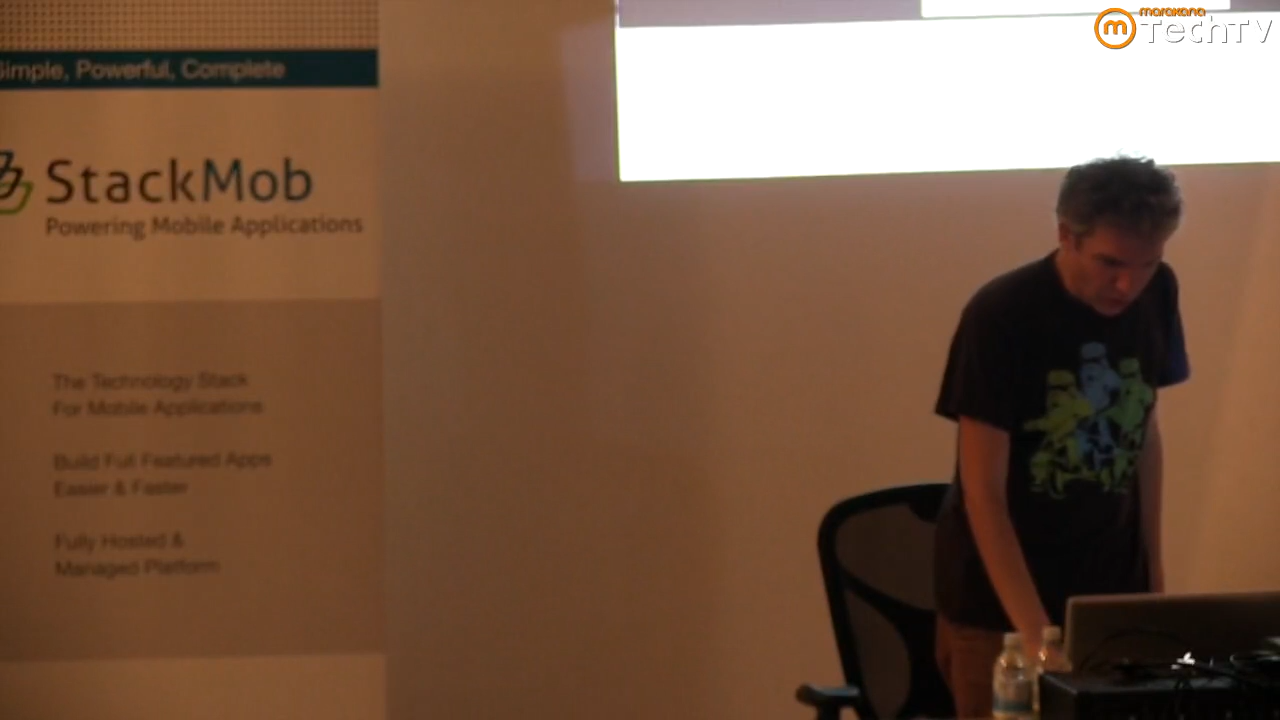 Simple, Powerful, Complete
StackMob
Powering Mobile Applications
The Technology Stack
For Mobile Applications
Build Full Featured Apps
Easier & Faster
Fully Hosted &
Managed Platform
marakana
TechTV